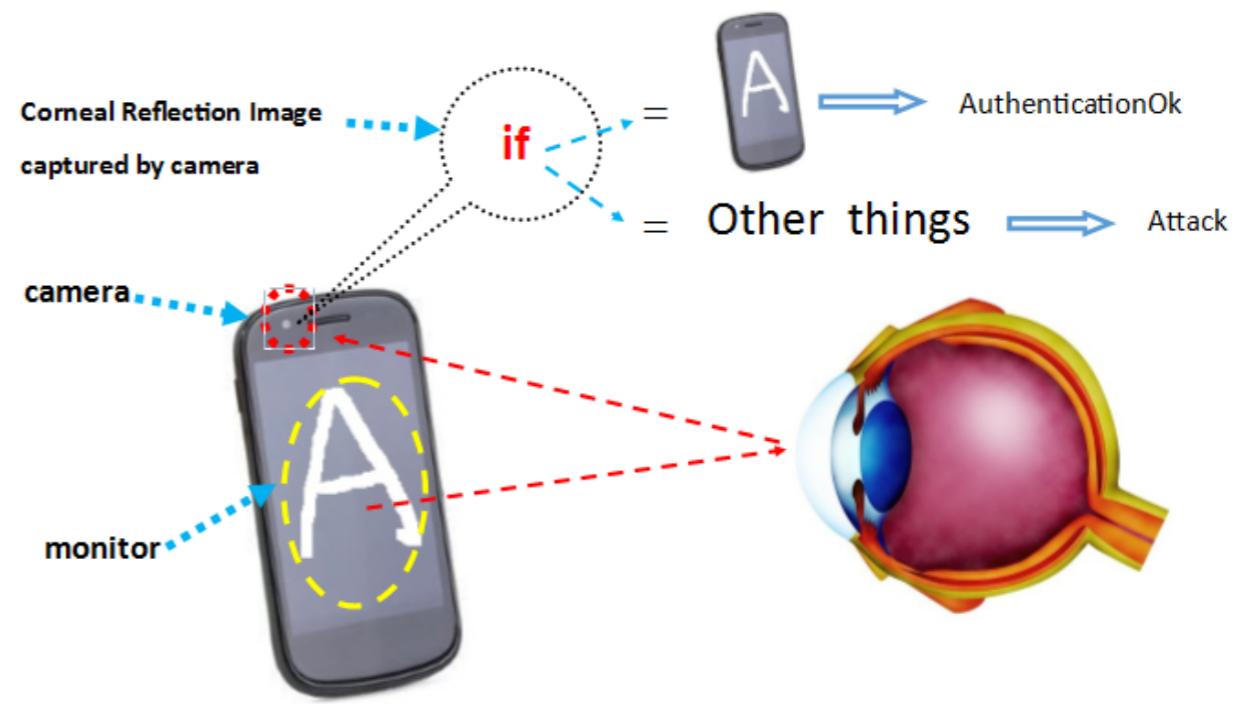 Corneal Reflection Image
captured by camera
if
=
A
AuthenticationOk
=
Other things
Attack
camera
A
monitor